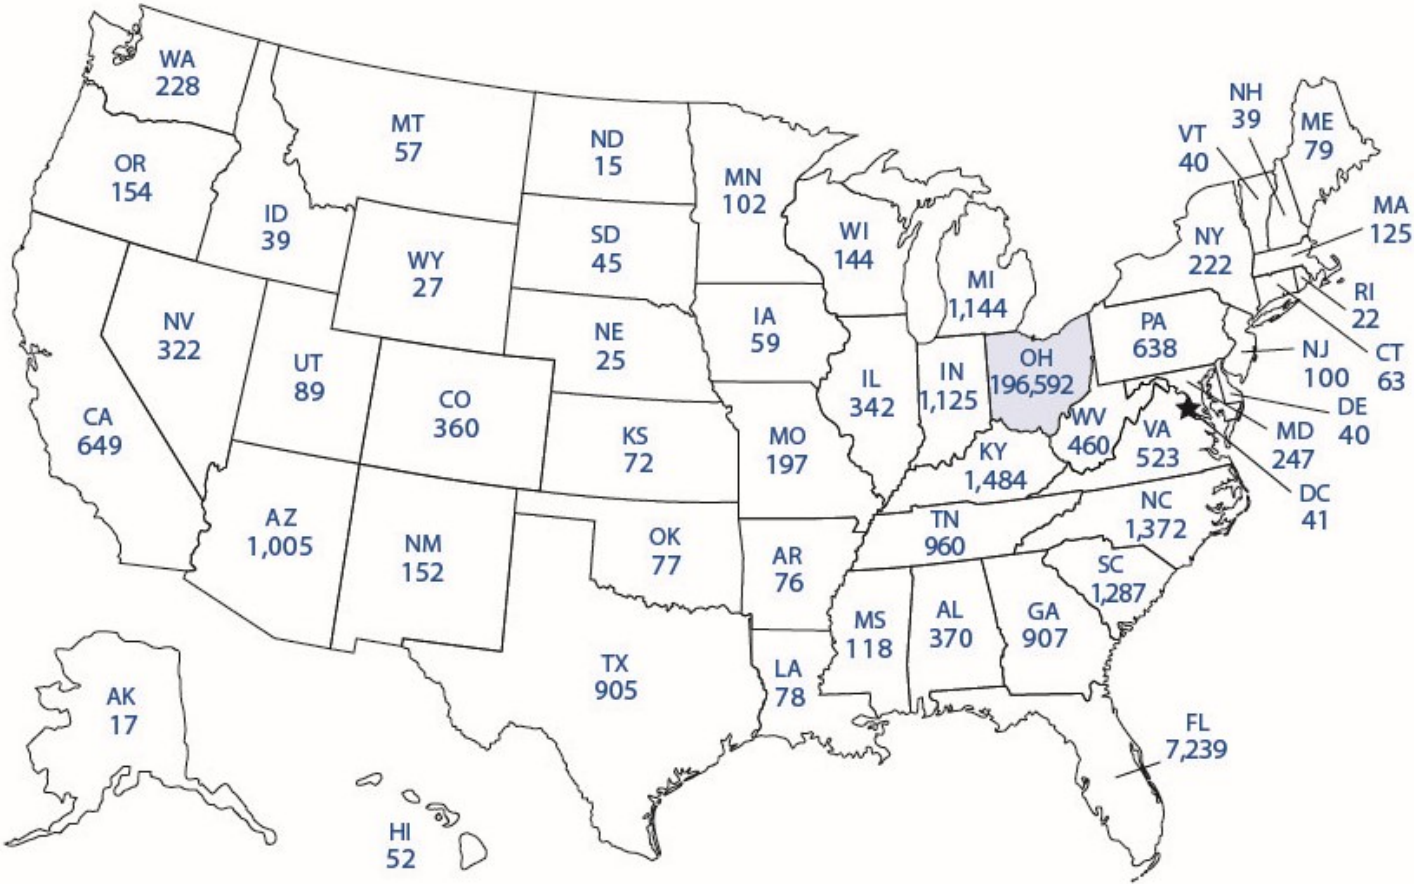 WA
228
OR
154
ID
39
MT
57
ND
15
MN
102
SD
45
WY
27
NV
322
UT
89
CO
360
NE
25
IA
59
WI
144
MI
1,144
NH
39
VT
40
ME
79
MA
125
NY
222
RI
22
CT
63
PA
638
NJ
100
DE
40
MD
247
DC
41
OH
196,592
IN
1,125
IL
342
CA
649
KS
72
MO
197
KY
1,484
WV
460
VA
523
AZ
1,005
NM
152
OK
77
AR
76
TN
960
NC
1,372
SC
1,287
MS
118
AL
370
GA
907
TX
905
LA
78
FL
7,239
AK
17
HI
52